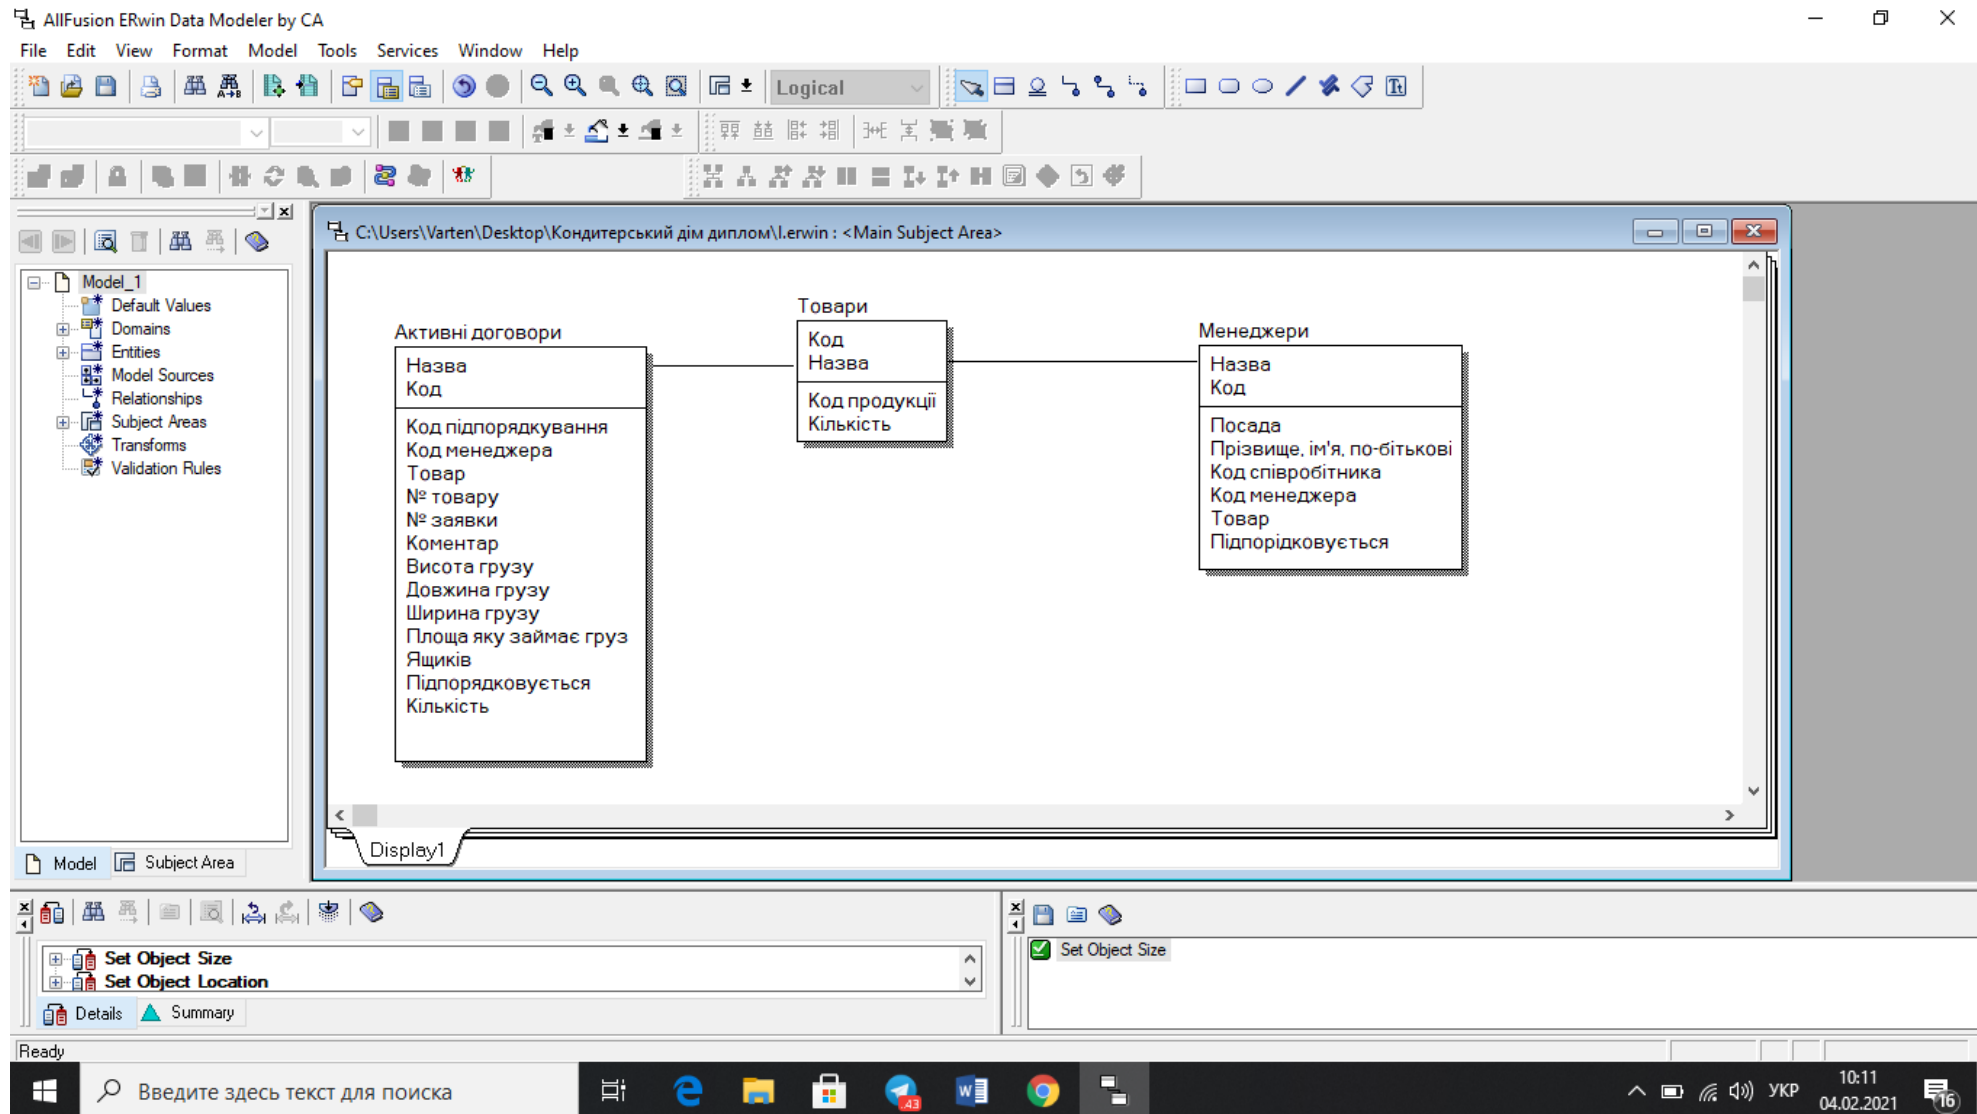 AllFusion ERwin Data Modeler by CA
File Edit View Format Model Tools Services Window Help
Logical
C:\Users\Varten\Desktop\Кондитерський дім диплом\I.erwin : <Main Subject Area>
Model_1
Default Values
Domains
Entities
Model Sources
Relationships
Subject Areas
Transforms
Validation Rules
Model Subject Area
Активні договори
Назва
Код
Код підпорядкування
Код менеджера
Товар
№ товару
№ заявки
Коментар
Висота грузу
Довжина грузу
Ширина грузу
Площа яку займає груз
Ящиків
Підпорядковується
Кількість
Товари
Код
Назва
Код продукції
Кількість
Менеджери
Назва
Код
Посада
Прізвище, ім'я, по-бітькові
Код співробітника
Код менеджера
Товар
Підпорідковується
Display1
Set Object Size
Set Object Location
Details Summary
Set Object Size
Ready
Введите здесь текст для поиска
43
УКР
10:11
04.02.2021
16